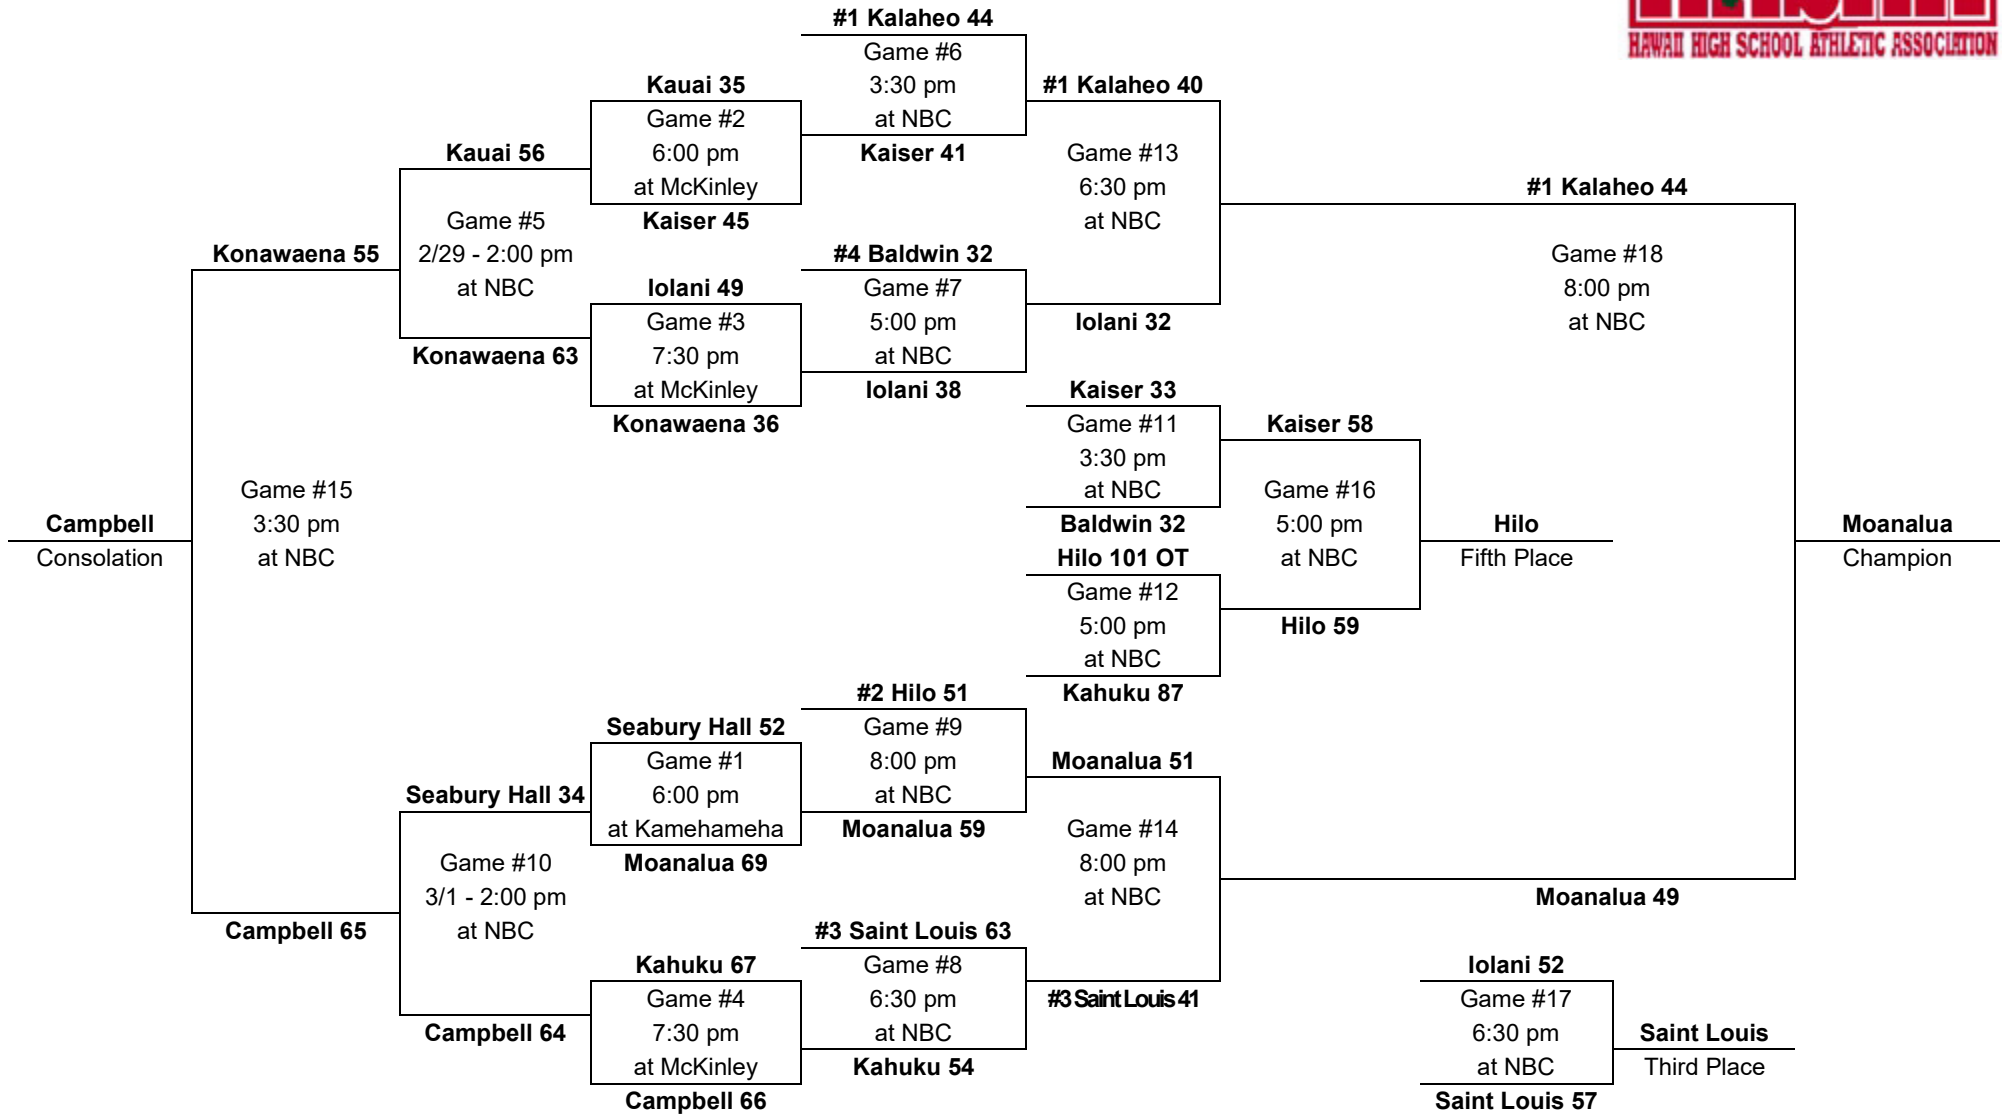 #1 Kalaheo 44
Game #6
3:30 pm
at NBC
Kaiser 41
HAWAII HIGH SCHOOL ATHLETIC ASSOCIATION
Kauai 35
Game #2
6:00 pm
at McKinley
Kaiser 45
#1 Kalaheo 40
Game #13
6:30 pm
at NBC
Iolani 32
Kauai 56
Game #5
2/29 - 2:00 pm
at NBC
Konawaena 63
#1 Kalaheo 44
Game #18
8:00 pm
at NBC
Moanalua 49
Konawaena 55
Game #15
3:30 pm
at NBC
Campbell 65
#4 Baldwin 32
Game #7
5:00 pm
at NBC
Iolani 38
Iolani 49
Game #3
7:30 pm
at McKinley
Konawaena 36
Kaiser 33
Game #11
3:30 pm
at NBC
Baldwin 32
Kaiser 58
Game #16
5:00 pm
at NBC
Hilo 59
Campbell
Consolation
Hilo
Fifth Place
Moanalua
Champion
Hilo 101 OT
Game #12
5:00 pm
at NBC
Kahuku 87
#2 Hilo 51
Game #9
8:00 pm
at NBC
Moanalua 59
Seabury Hall 52
Game #1
6:00 pm
at Kamehameha
Moanalua 69
Moanalua 51
Game #14
8:00 pm
at NBC
#3 Saint Louis 41
Seabury Hall 34
Game #10
3/1 - 2:00 pm
at NBC
Campbell 64
#3 Saint Louis 63
Game #8
6:30 pm
at NBC
Kahuku 54
Kahuku 67
Game #4
7:30 pm
at McKinley
Campbell 66
Iolani 52
Game #17
6:30 pm
at NBC
Saint Louis 57
Saint Louis
Third Place